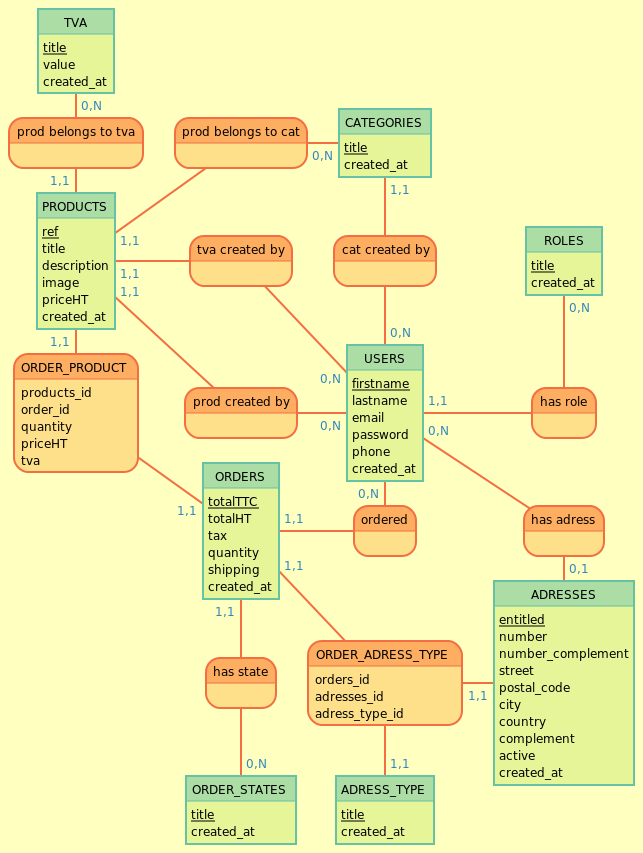 TVA
title
value
created_at
0,N
prod belongs to tva
1,1
prod belongs to cat
0,N
1,1
CATEGORIES
title
created_at
1,1
PRODUCTS
ref
title
description
image
priceHT
created_at
1,1
1,1
1,1
tva created by
0,N
cat created by
0,N
ROLES
title
created_at
0,N
ORDER_PRODUCT
products_id
order_id
quantity
priceHT
tva
1,1
prod created by
0,N
USERS
firstname
lastname
email
password
phone
created_at
1,1
0,N
0,N
has role
ORDERS
totalTTC
totalHT
tax
quantity
shipping
created_at
1,1
1,1
1,1
ordered
has adress
0,1
ADRESSES
entitled
number
number_complement
street
postal_code
city
country
complement
active
created_at
has state
0,N
ORDER_ADRESS_TYPE
orders_id
adresses_id
adress_type_id
1,1
1,1
ORDER_STATES
title
created_at
ADRESS_TYPE
title
created_at